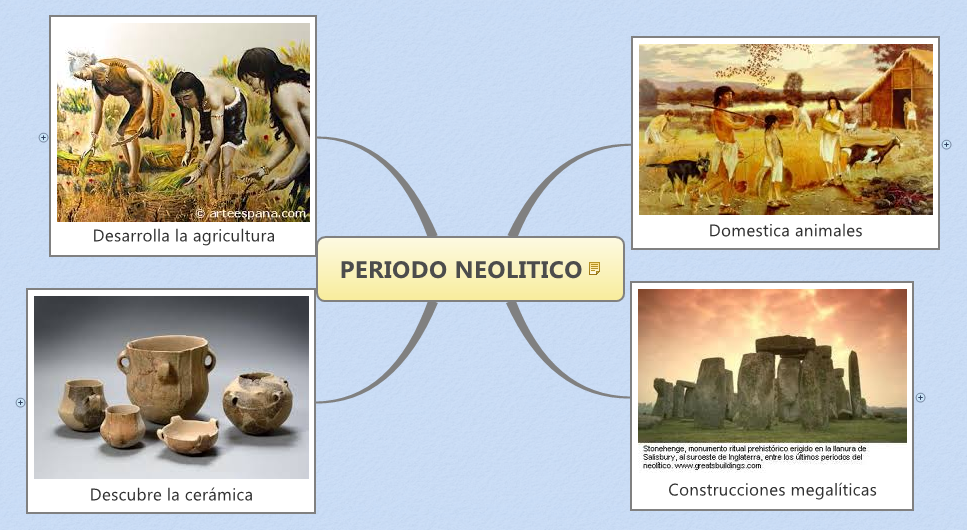 © arteespana.com
Desarrolla la agricultura
Domestica animales
PERIODO NEOLITICO
Descubre la cerámica
Stonehenge, monumento ritual prehistórico erigido en la llanura de
Salisbury, al suroeste de Inglaterra, entre los últimos periodos del
neolítico. www.greatsbuildings.com
Construcciones megalíticas